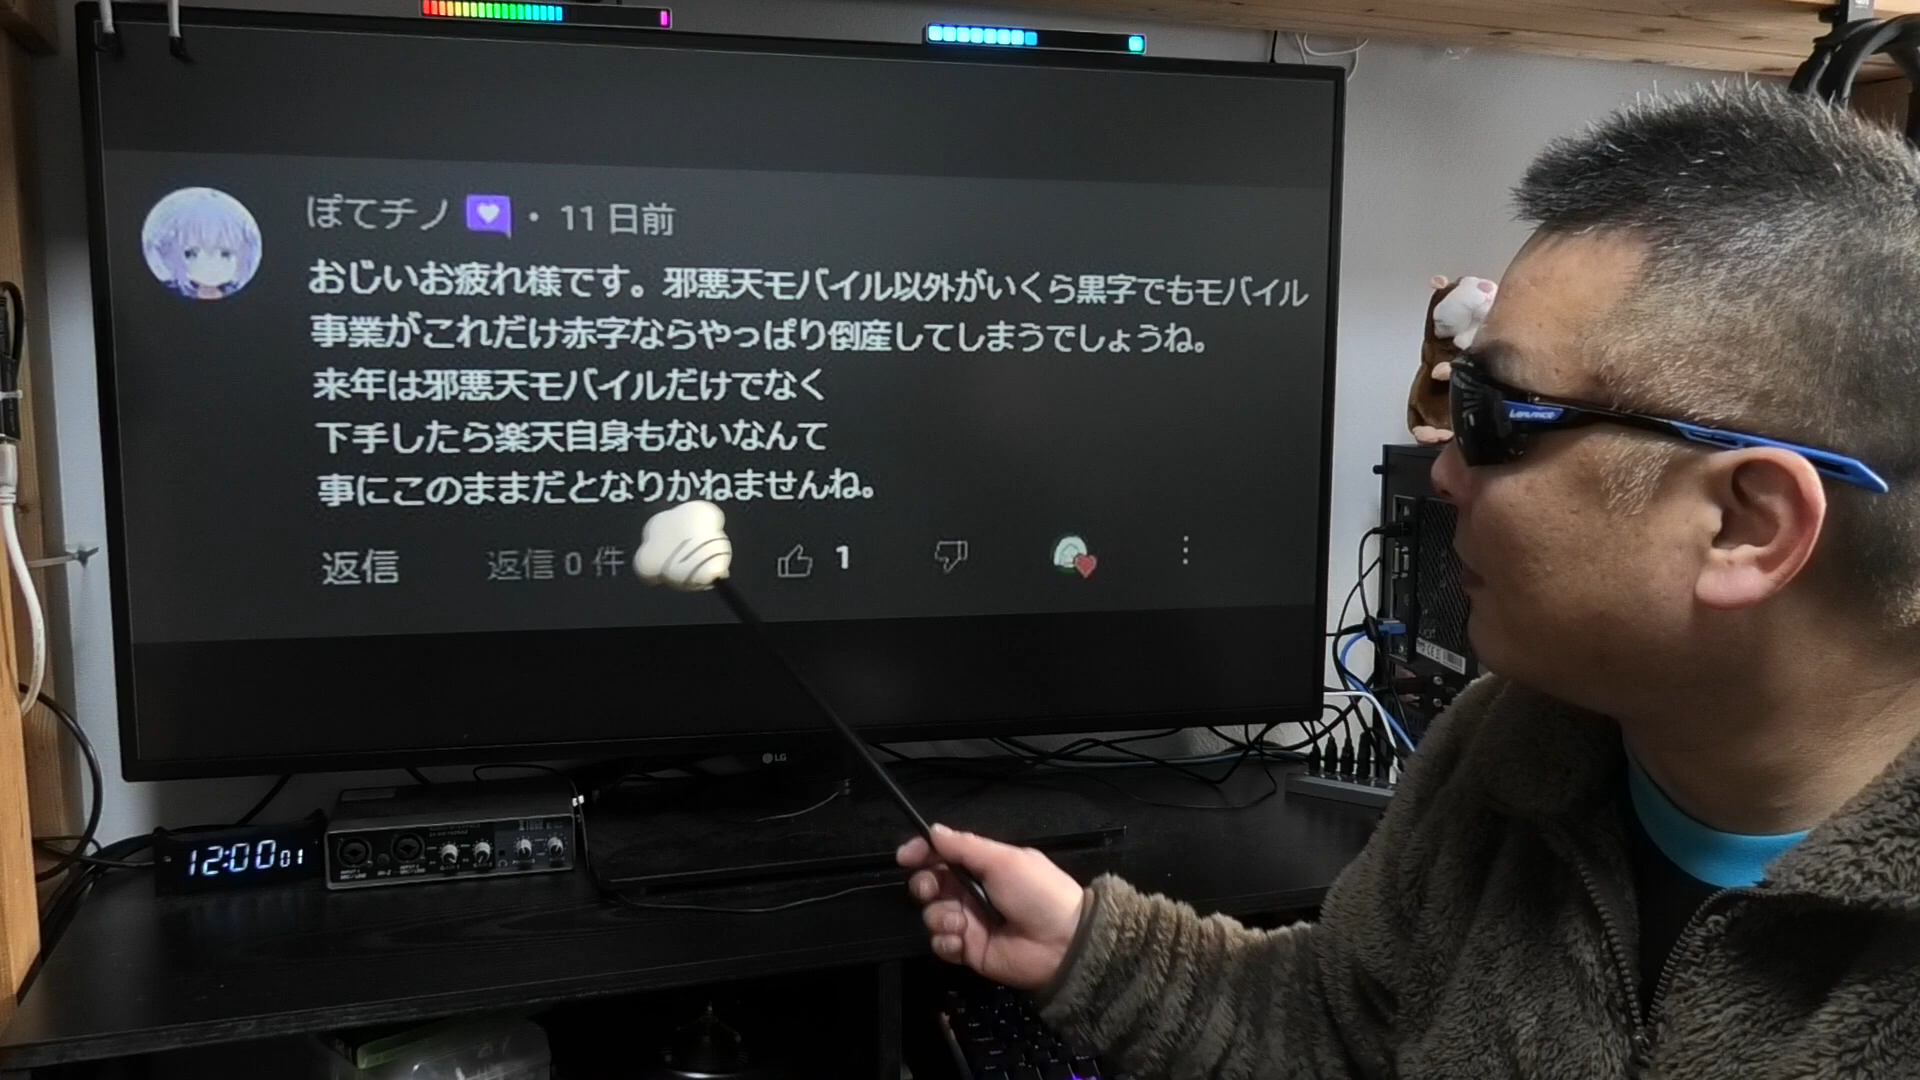 ぽてチノ ・ 11 日前
おじいお疲れ様です。邪悪天モバイル以外がいくら黒字でもモバイル
事業がこれだけ赤字ならやっぱり倒産してしまうでしょうね。
来年は邪悪天モバイルだけでなく
下手したら楽天自身もないなんて
事にこのままだとなりかねませんね。
返信 返信 0 件 1
LG
12:00 01